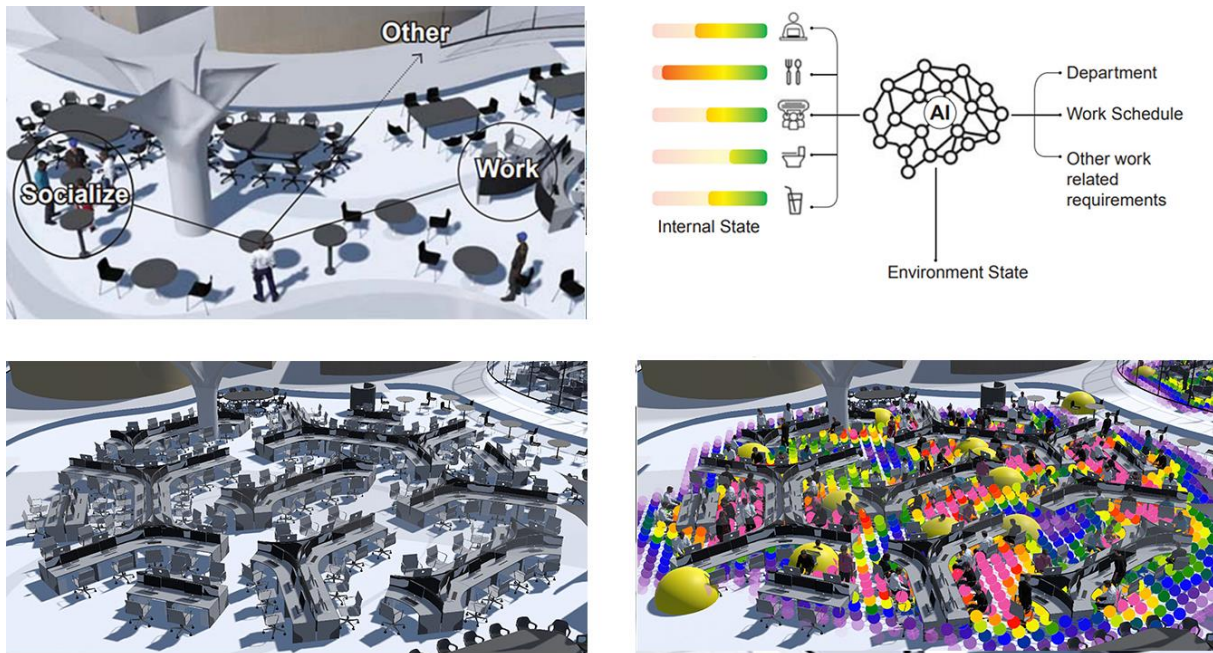 Other
Socialize
Work
AI
Department
Work Schedule
Other work
related
requirements
Internal State
Environment State